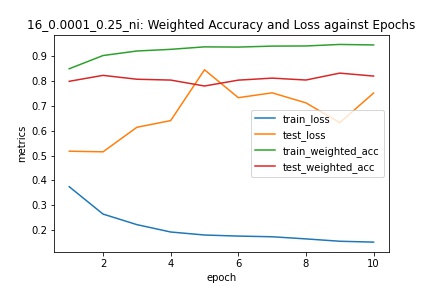 16_0.0001_0.25_ni: Weighted Accuracy and Loss against Epochs
0.9
0.8
0.7
0.6
0.5
0.4
0.3
0.2
metrics
train_loss
test_loss
train_weighted_acc
test_weighted_acc
2 4 6 8 10
epoch